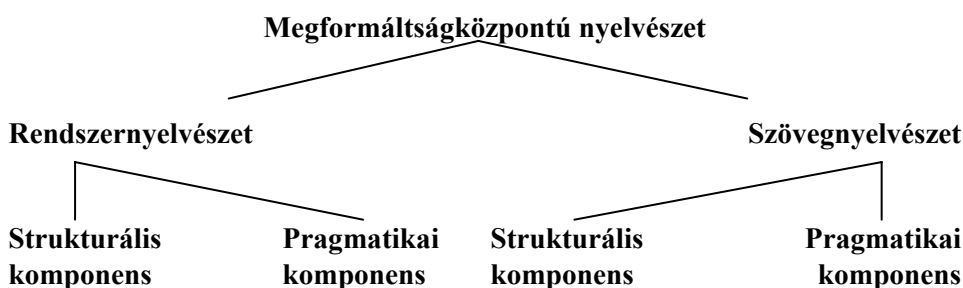 Megformáltságközpontú nyelvészet
Rendszernyelvészet Szövegnyelvészet
Strukturális Pragmatikai Strukturális Pragmatikai
komponens komponens komponens komponens